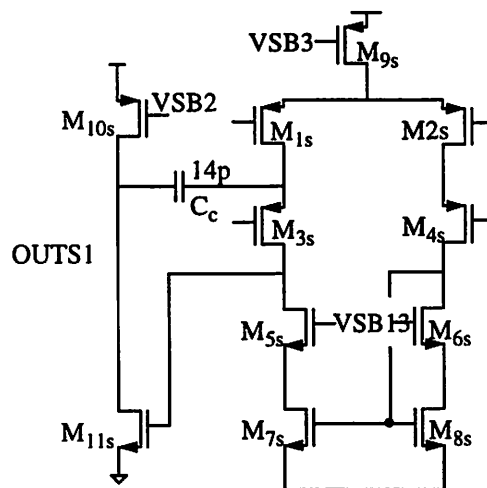 VSB3
M9s
VSB2
M10s
M1s
M2s
14p
Cc
M3s
M4s
OUTS1
M5s
VSB13
M6s
M11s
M7s
M8s